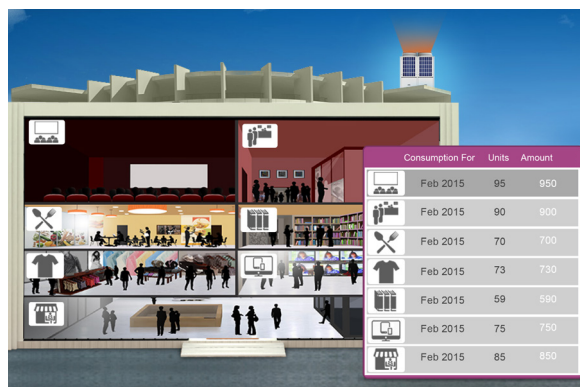 Consumption For Units Amount
Feb 2015 95 950
Feb 2015 90 900
Feb 2015 70 700
Feb 2015 73 730
Feb 2015 59 590
Feb 2015 75 750
Feb 2015 85 850